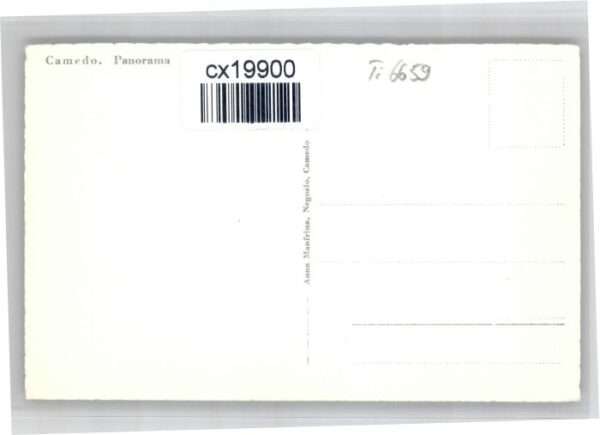 Camedo, Panorama
cx19900
Ti 6659
Anna Manfrina, Negozio, Camedo